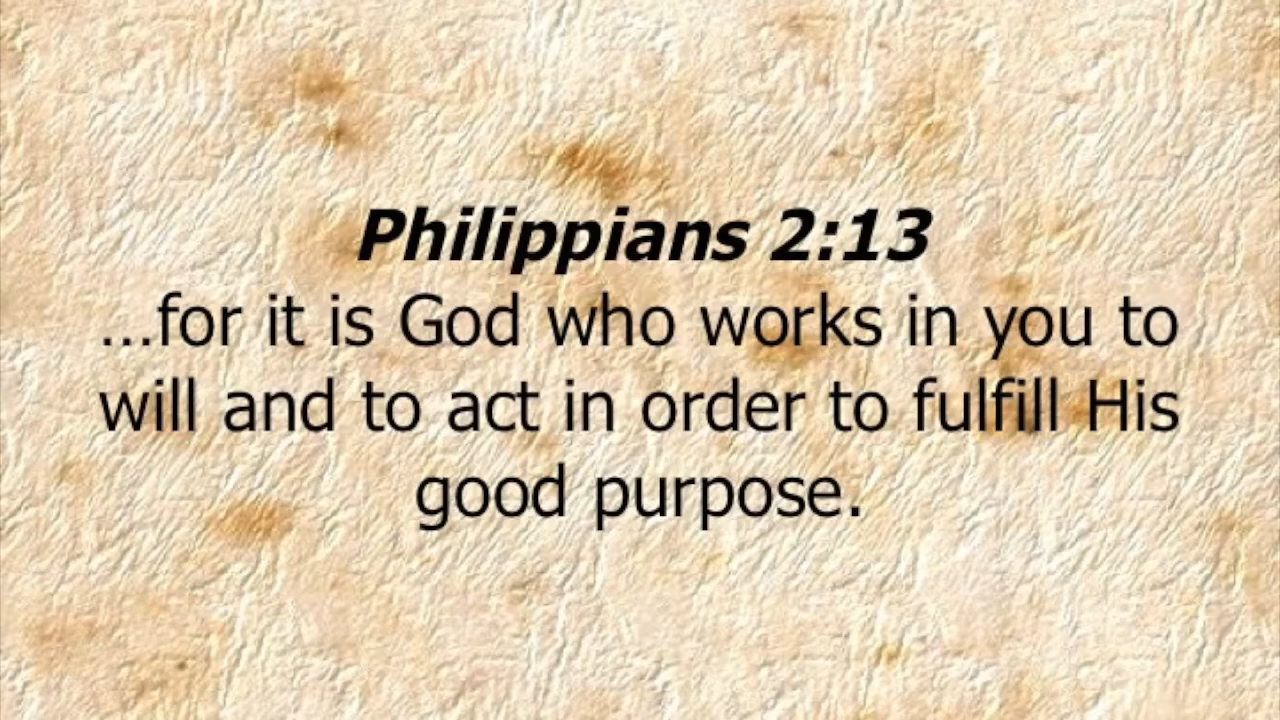 Philippians 2:13
...for it is God who works in you to
will and to act in order to fulfill His
good purpose.